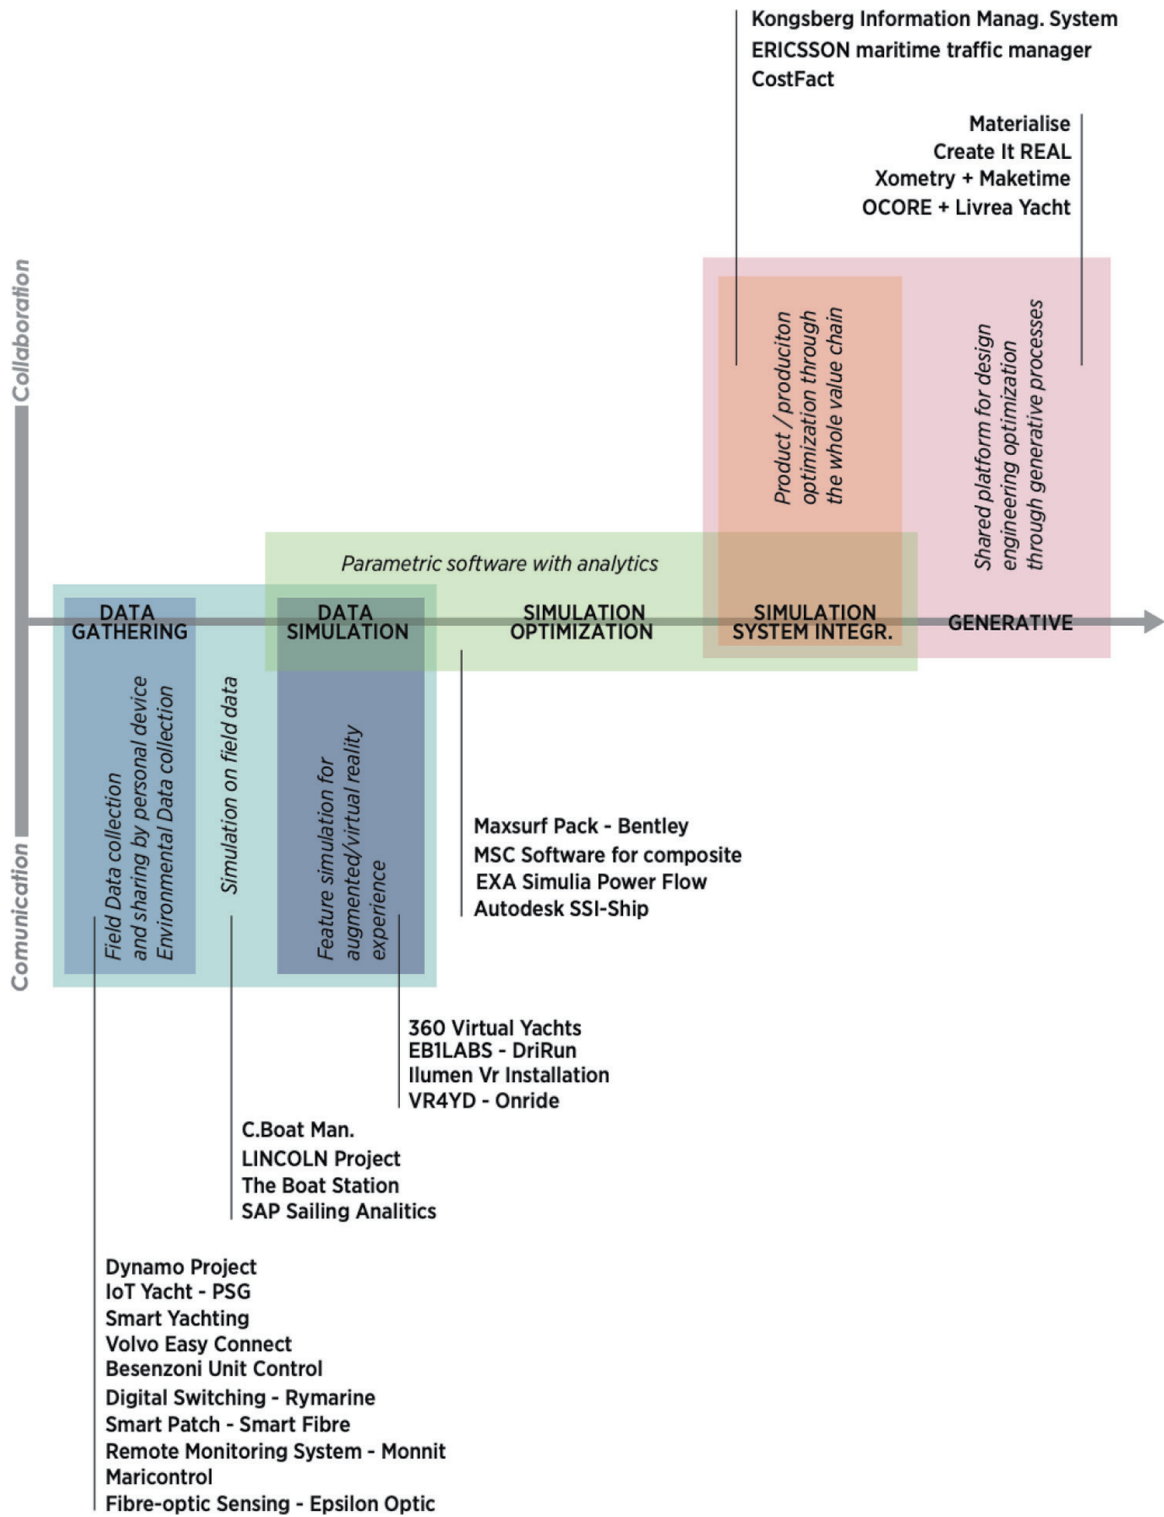 Kongsberg Information Manag. System
ERICSSON maritime traffic manager
CostFact
Materialise
Create It REAL
Xometry + Maketime
OCORE + Livrea Yacht
Collaboration
Comunication
Product / produciton
optimization through
the whole value chain
Shared platform for design
engineering optimization
through generative processes
Parametric software with analytics
DATA
GATHERING
DATA
SIMULATION
SIMULATION
OPTIMIZATION
SIMULATION
SYSTEM INTEGR.
GENERATIVE
Field Data collection
and sharing by personal device
Environmental Data collection
Simulation on field data
Feature simulation for
augmented/virtual reality
experience
Maxsurf Pack - Bentley
MSC Software for composite
EXA Simulia Power Flow
Autodesk SSI-Ship
360 Virtual Yachts
EB1LABS - DriRun
Ilumen Vr Installation
VR4YD - Onride
C.Boat Man.
LINCOLN Project
The Boat Station
SAP Sailing Analitics
Dynamo Project
IoT Yacht - PSG
Smart Yachting
Volvo Easy Connect
Besenzoni Unit Control
Digital Switching - Rymarine
Smart Patch - Smart Fibre
Remote Monitoring System - Monnit
Maricontrol
Fibre-optic Sensing - Epsilon Optic